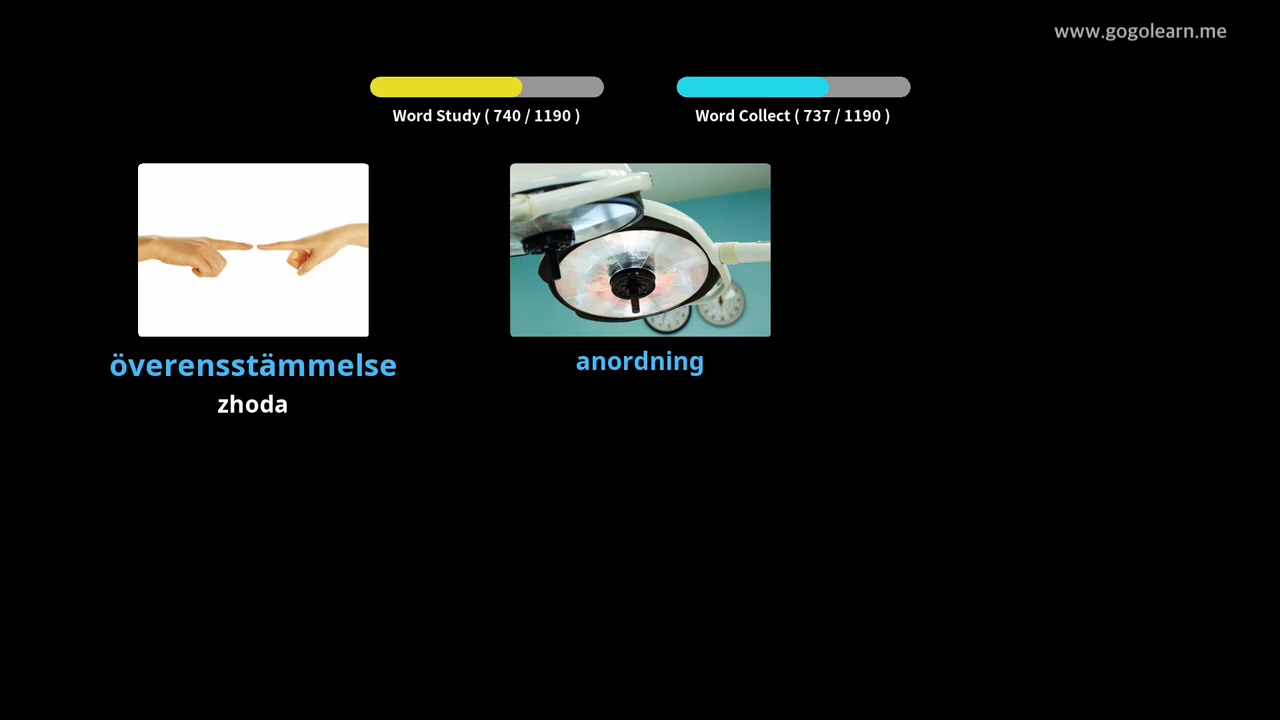 www.gogolearn.me
Word Study ( 740 / 1190 )
Word Collect ( 737 / 1190 )
överensstämmelse
zhoda
anordning